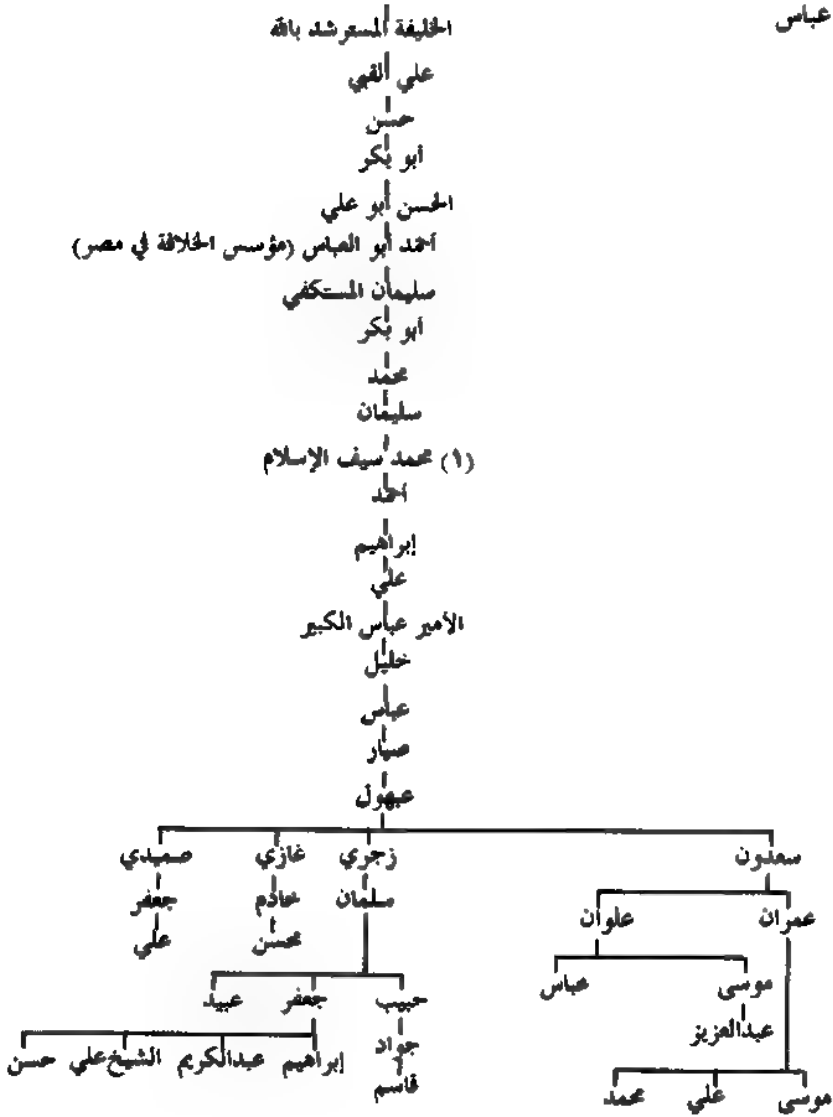 عباس
الخليفة المسترشد بالله
علي القبي
حسن
أبو بكر
الحسن أبو علي
أحمد أبو العباس (مؤسس الخلافة في مصر)
سليمان المستكفي
أبو بكر
محمد
سليمان
(١) محمد سيف الإسلام
أحمد
إبراهيم
علي
الأمير عباس الكبير
خليل
عباس
صيار
عبهول
سعدون زجري غازي صميدي
عمران علوان سلمان خادم جعفر
محسن علي
موسى عباس حبيب جعفر عبيد
عبدالعزيز جواد
إبراهيم عبدالكريم الشيخ علي حسن
قاسم
موسى علي محمد